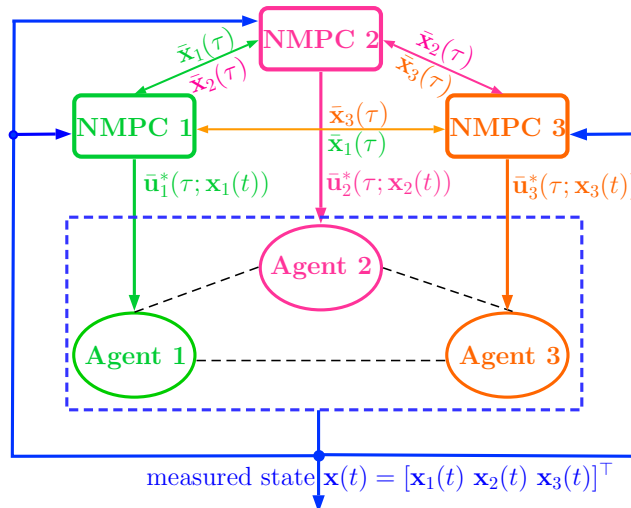 NMPC 2
x̄₁(τ)
x̄₂(τ)
x̄₂(τ)
x̄₃(τ)
NMPC 1
x̄₃(τ)
x̄₁(τ)
NMPC 3
ū₁*(τ; x₁(t))
ū₂*(τ; x₂(t))
ū₃*(τ; x₃(t))
Agent 2
Agent 1
Agent 3
measured state x(t) = [x₁(t) x₂(t) x₃(t)]⊤